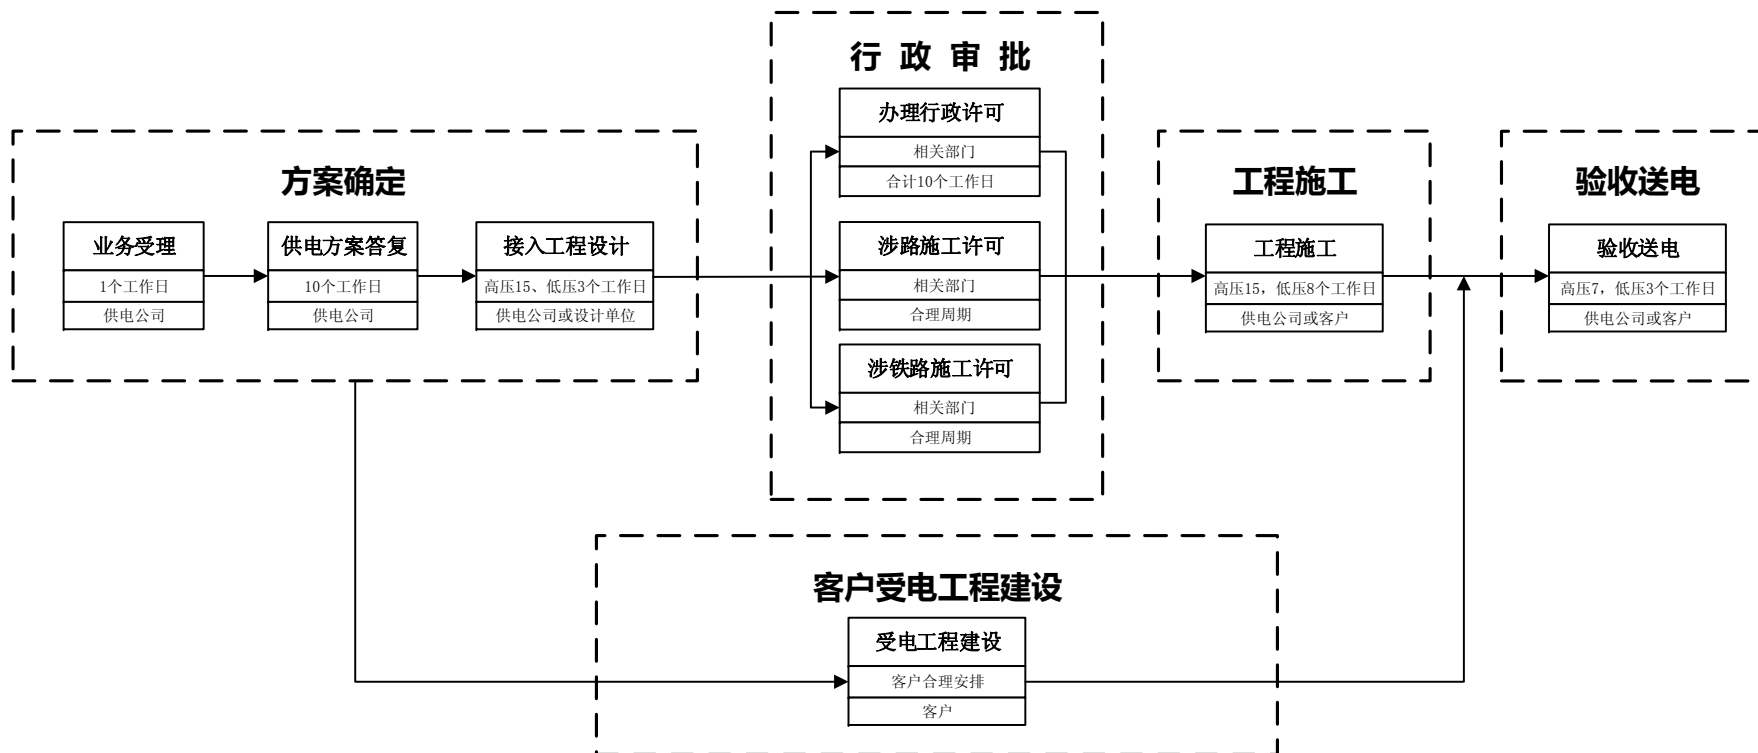 方案确定
业务受理
1个工作日
供电公司
供电方案答复
10个工作日
供电公司
接入工程设计
高压15、低压3个工作日
供电公司或设计单位
行 政 审 批
办理行政许可
相关部门
合计10个工作日
涉路施工许可
相关部门
合理周期
涉铁路施工许可
相关部门
合理周期
工程施工
工程施工
高压15，低压8个工作日
供电公司或客户
验收送电
验收送电
高压7，低压3个工作日
供电公司或客户
客户受电工程建设
受电工程建设
客户合理安排
客户